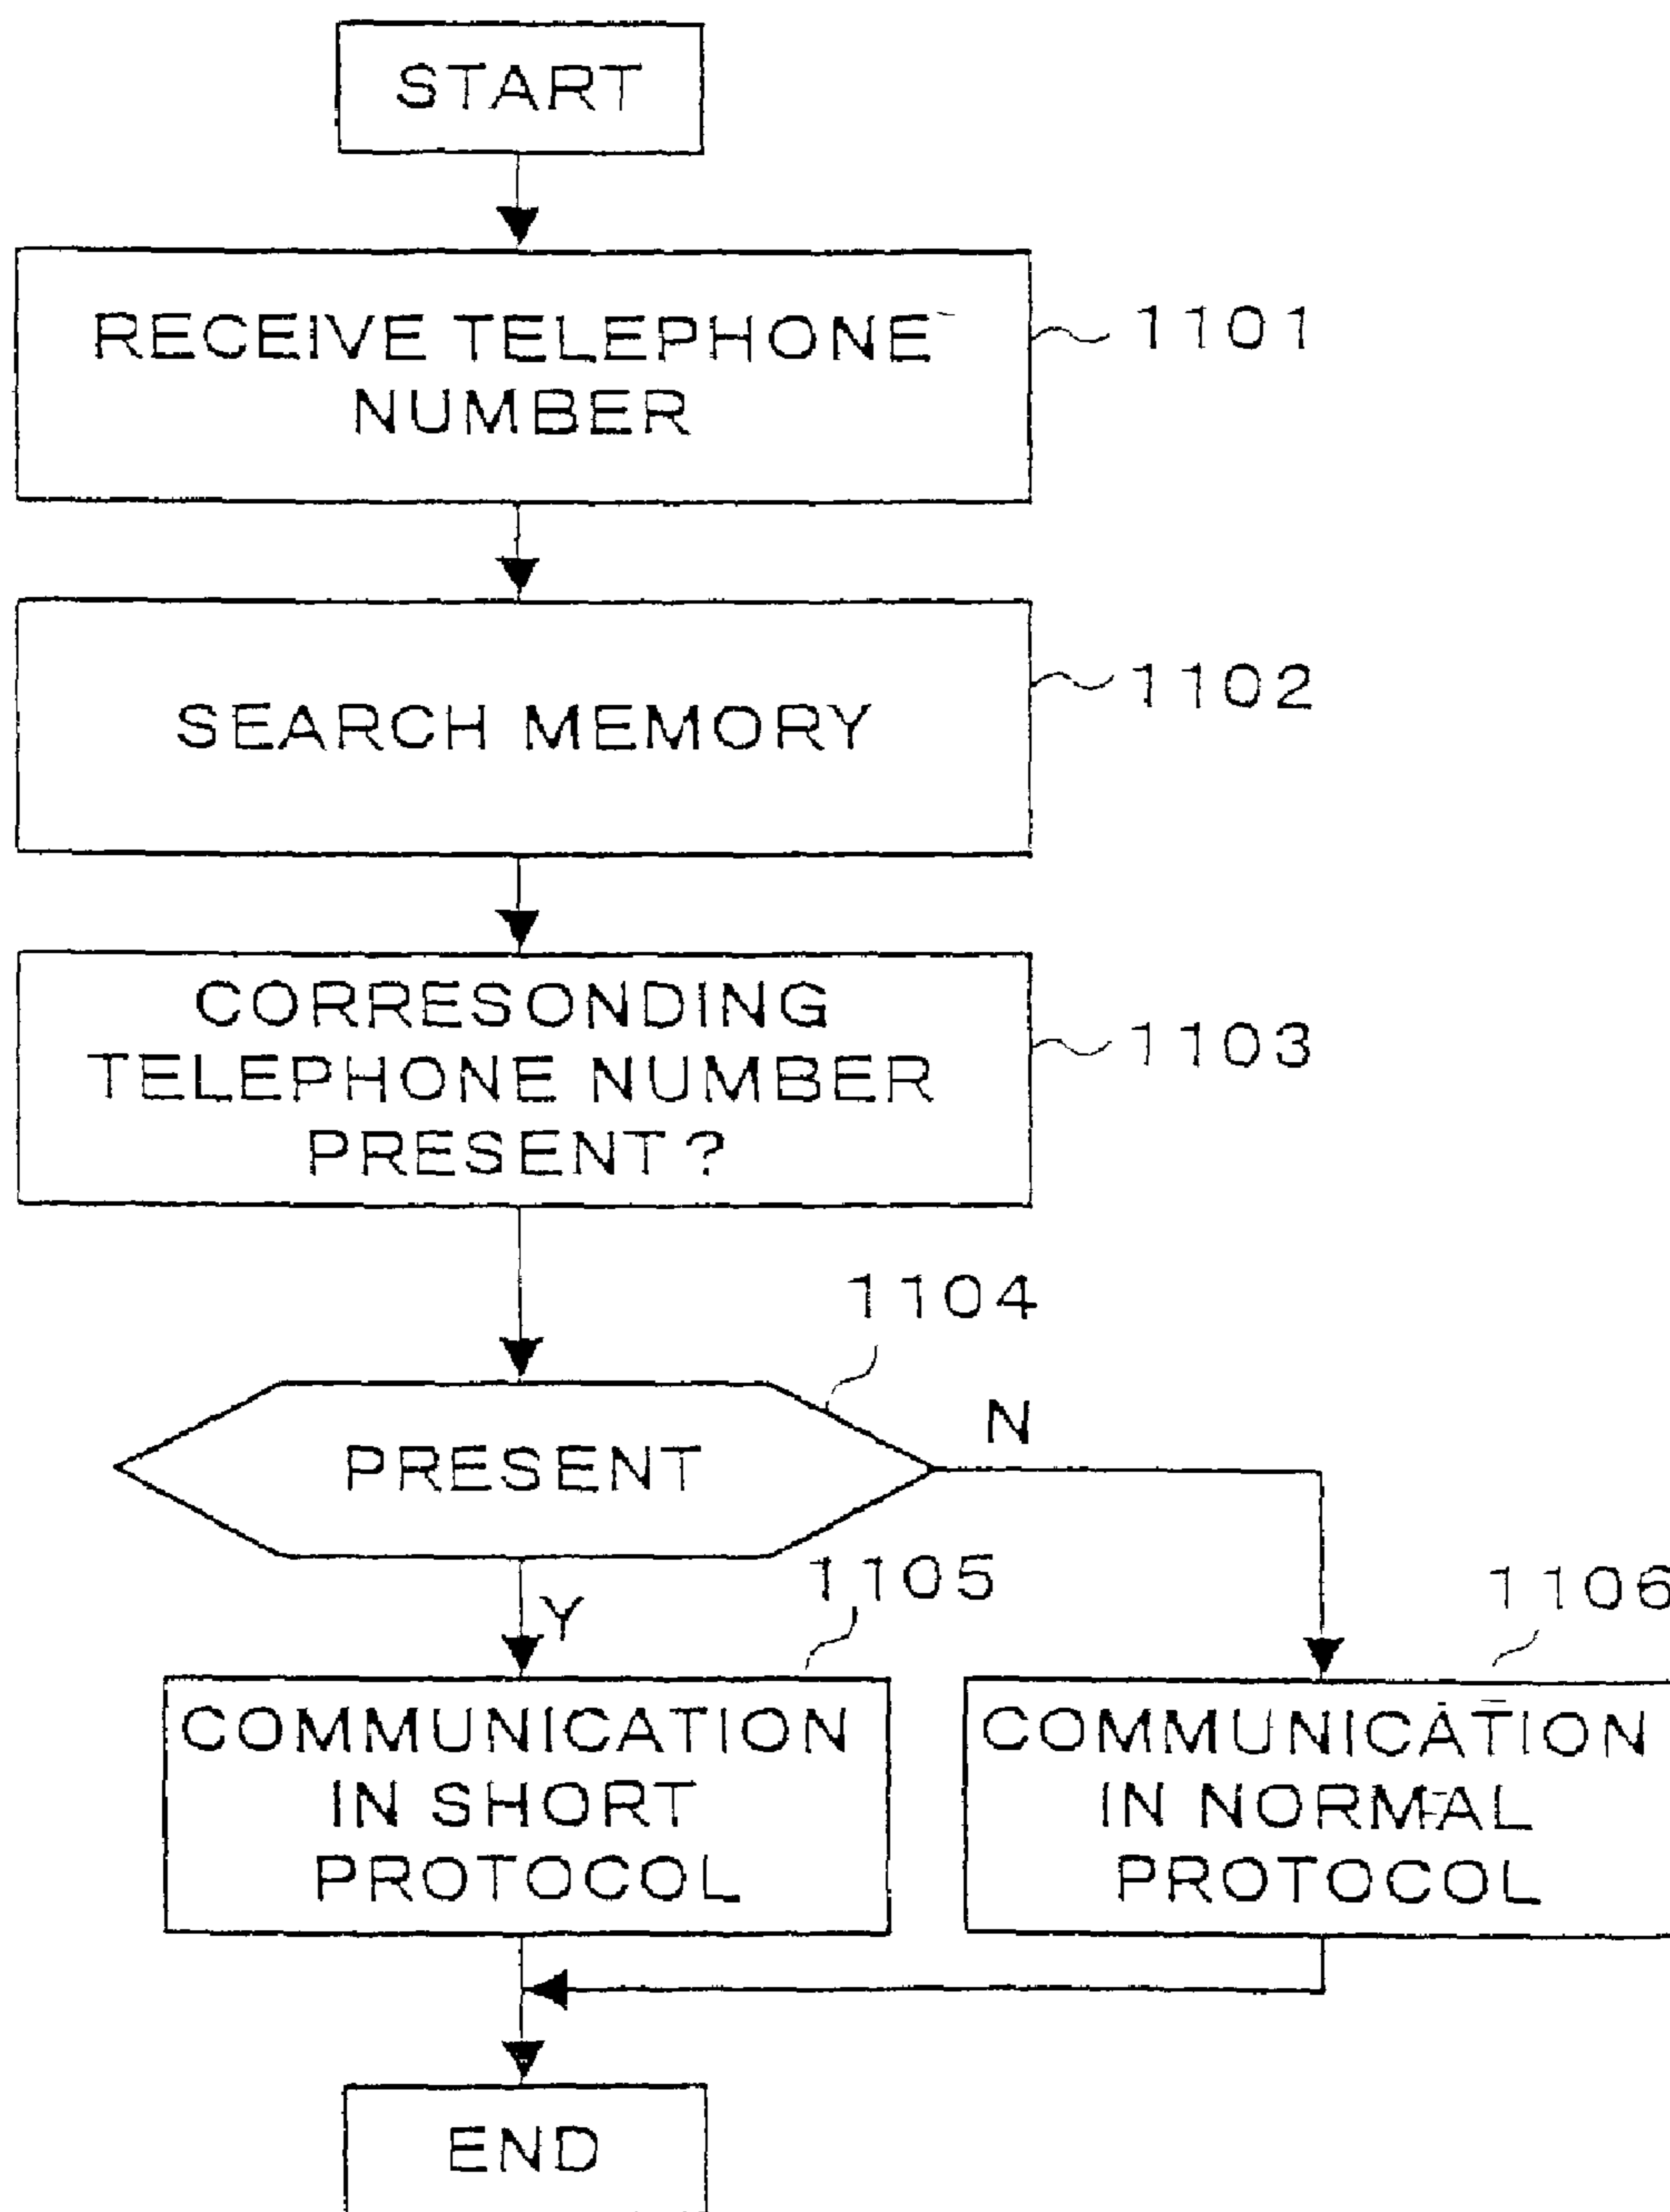 START
RECEIVE TELEPHONE
NUMBER
1101
SEARCH MEMORY
1102
CORRESONDING
TELEPHONE NUMBER
PRESENT?
1103
1104
PRESENT
N
Y
1105
COMMUNICATION
IN SHORT
PROTOCOL
1106
COMMUNICATION
IN NORMAL
PROTOCOL
END